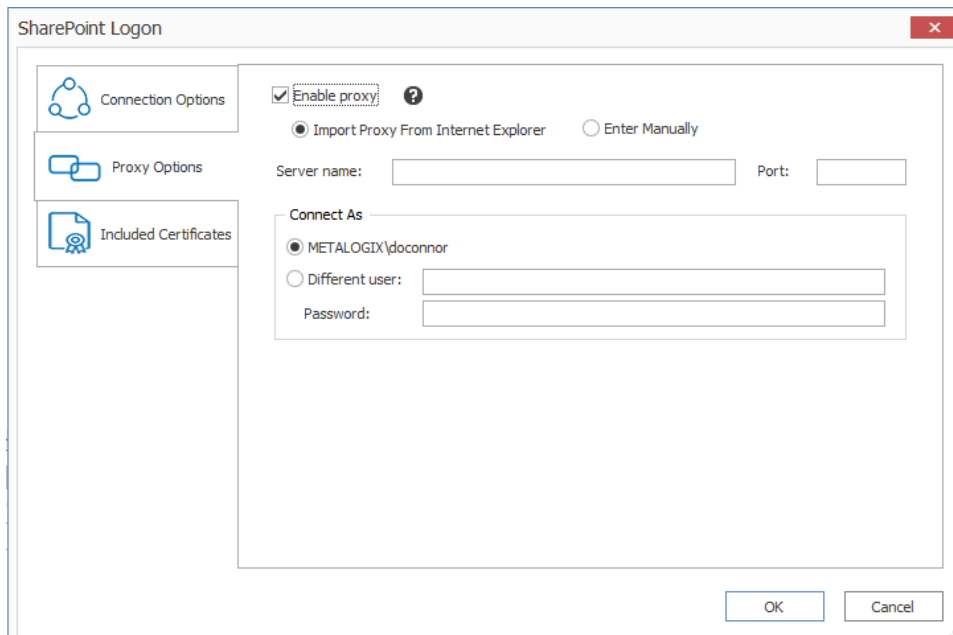 SharePoint Logon
Connection Options
Proxy Options
Included Certificates
Enable proxy ?
Import Proxy From Internet Explorer Enter Manually
Server name: Port:
Connect As
METALOGIX\doconnor
Different user:
Password:
OK Cancel